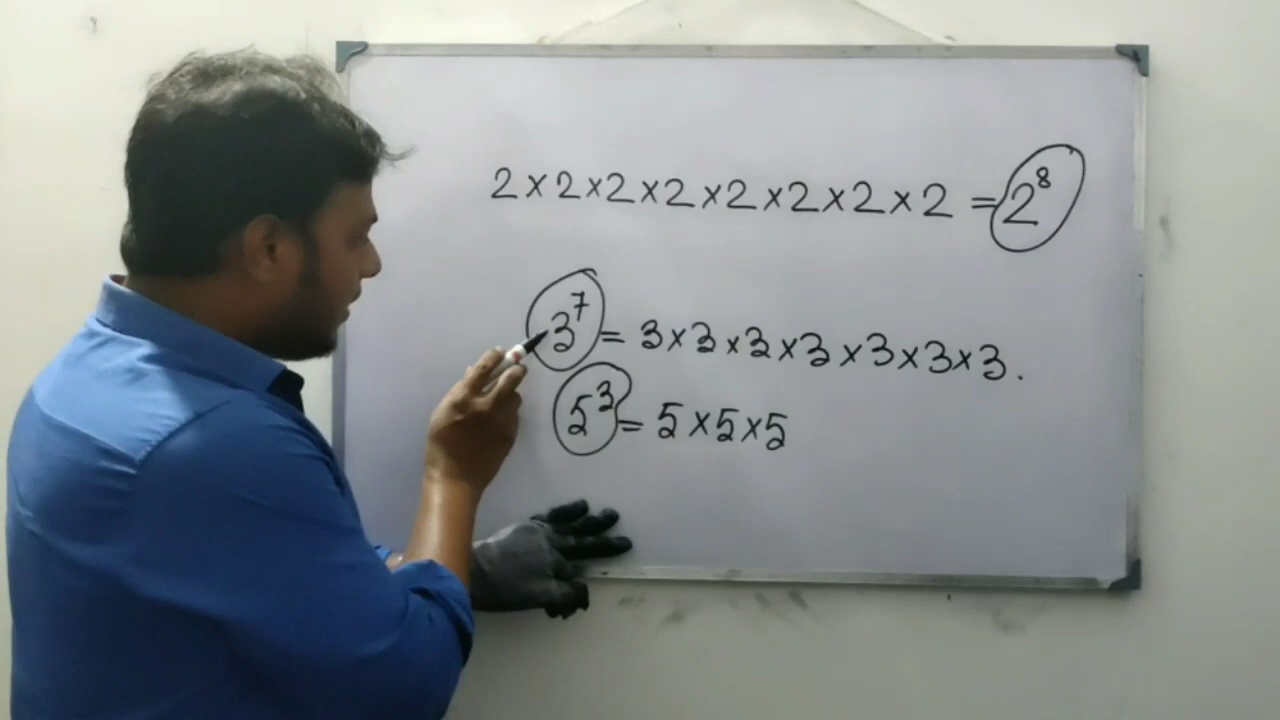 2×2×2×2×2×2×2×2 = 2⁸
3⁷ = 3×3×3×3×3×3×3.
5³ = 5×5×5